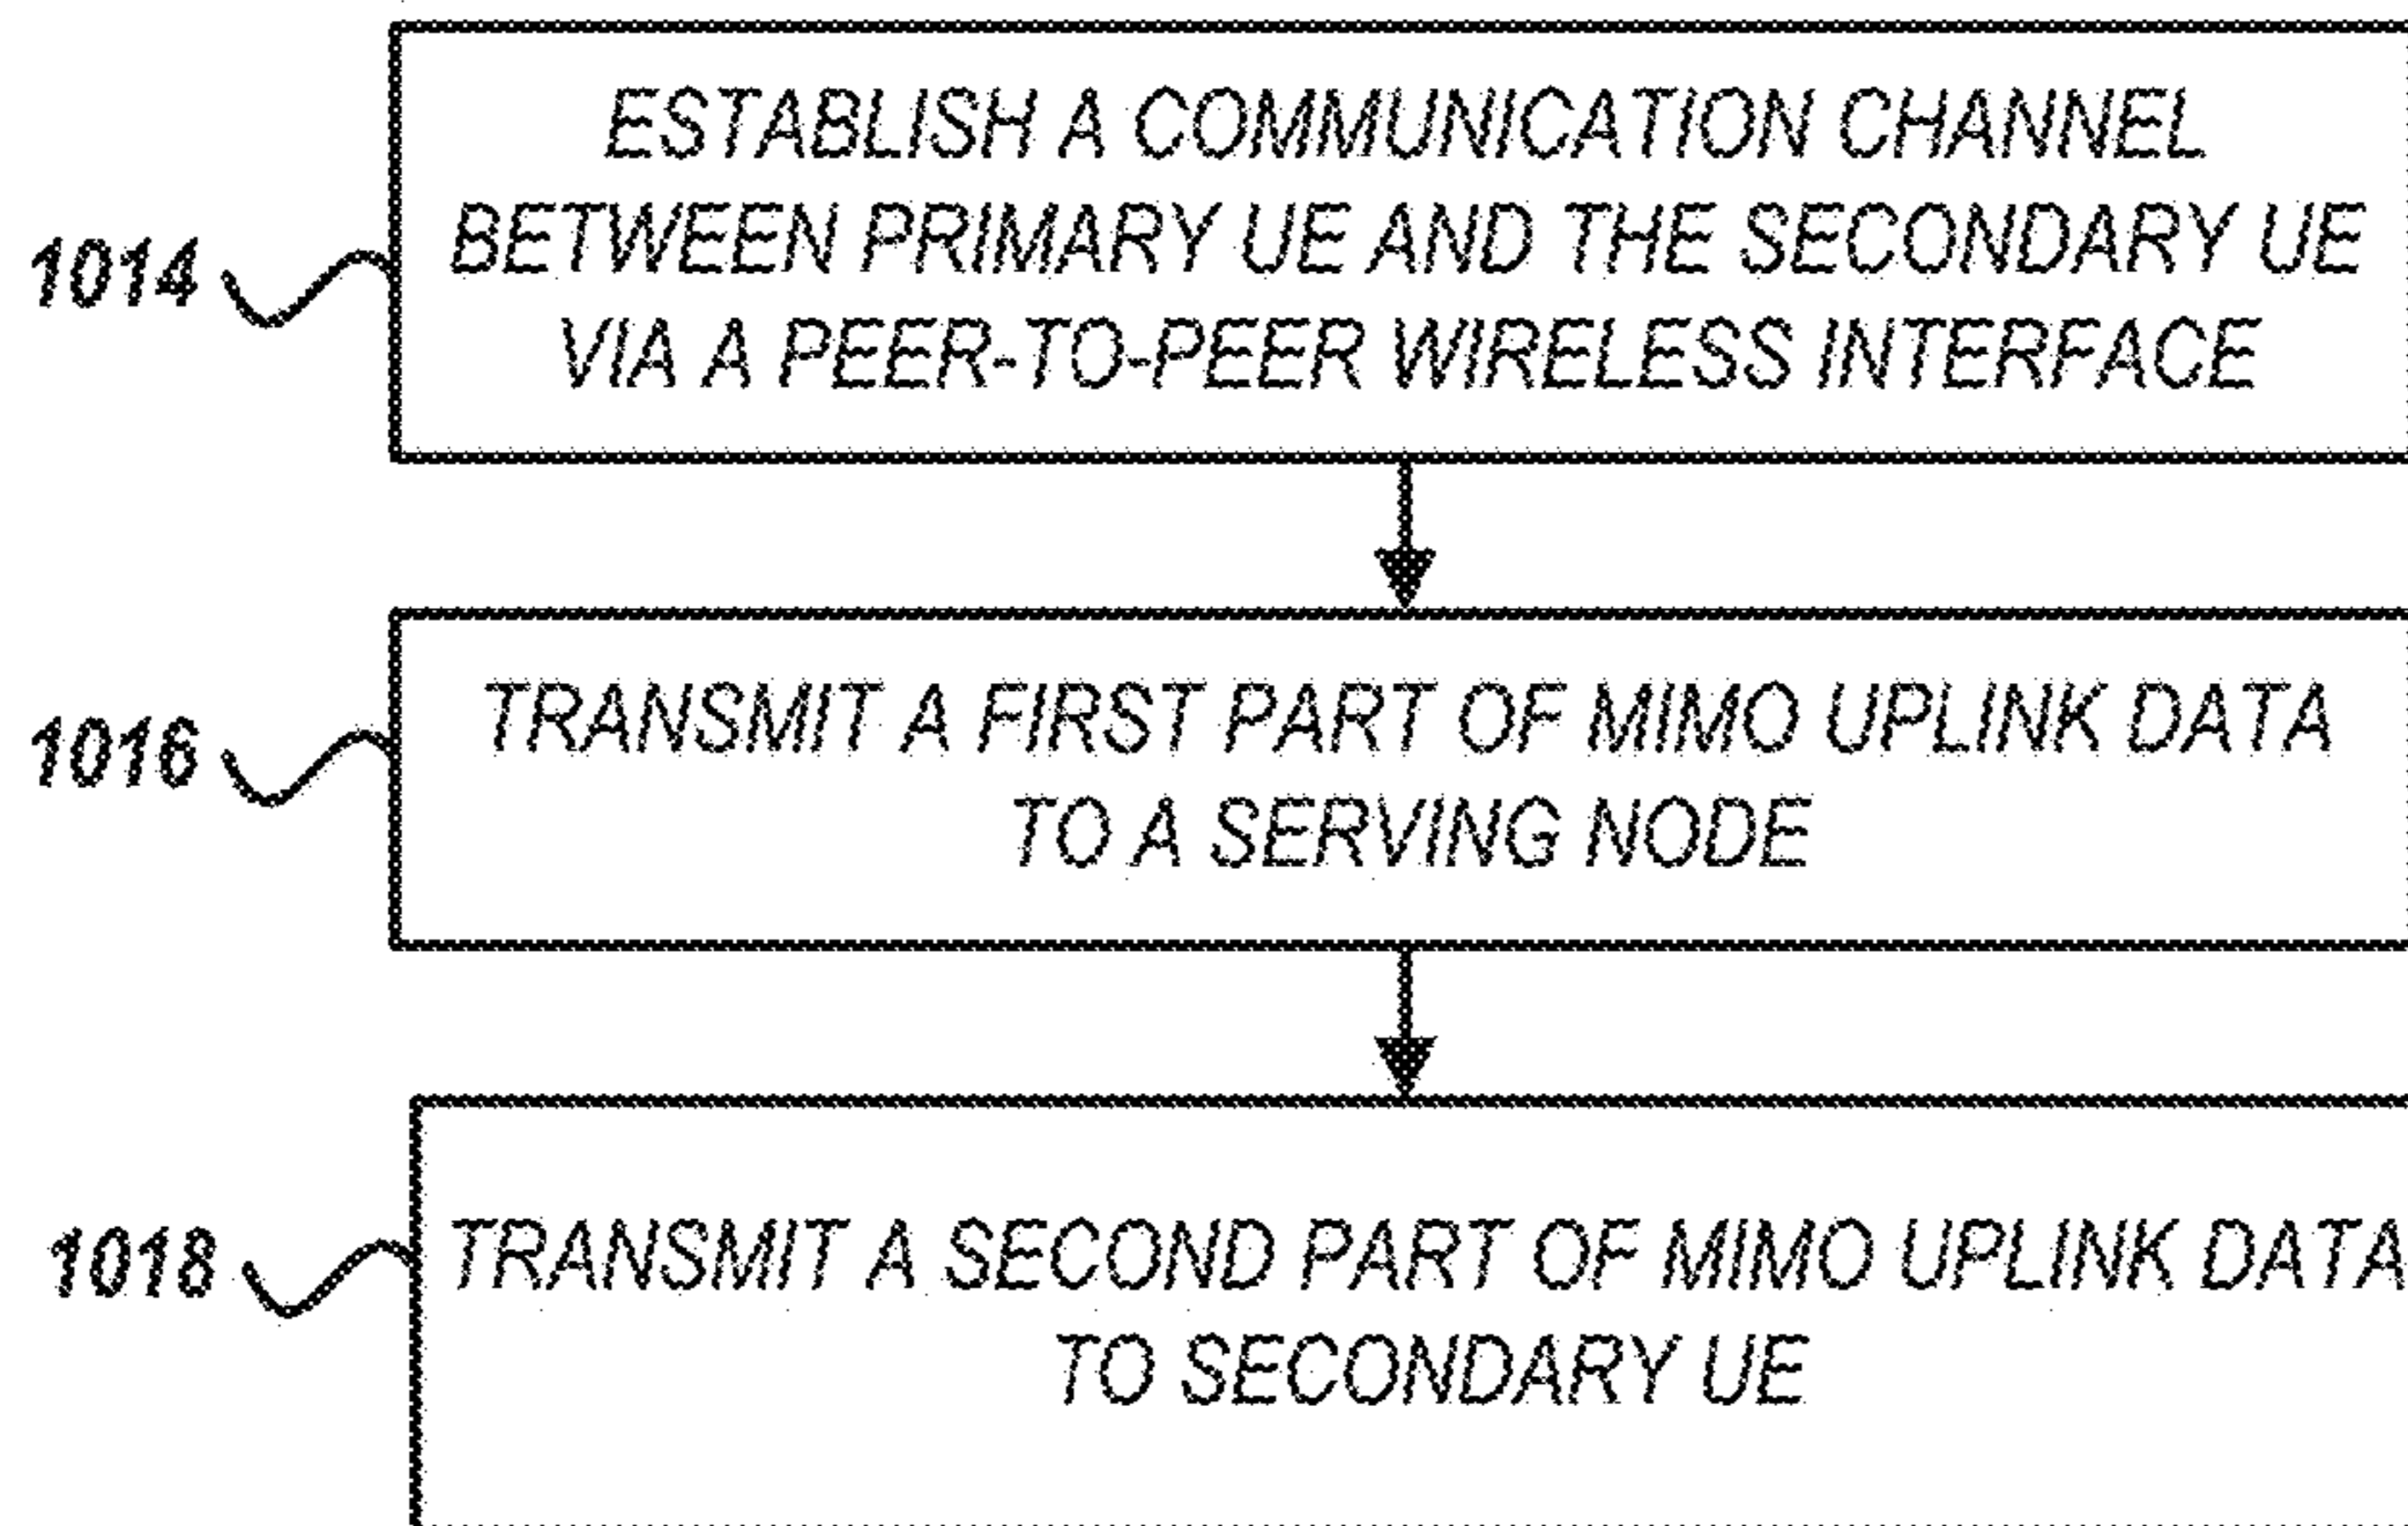 ESTABLISH A COMMUNICATION CHANNEL
BETWEEN PRIMARY UE AND THE SECONDARY UE
VIA A PEER-TO-PEER WIRELESS INTERFACE
1014
TRANSMIT A FIRST PART OF MIMO UPLINK DATA
TO A SERVING NODE
1016
TRANSMIT A SECOND PART OF MIMO UPLINK DATA
TO SECONDARY UE
1018